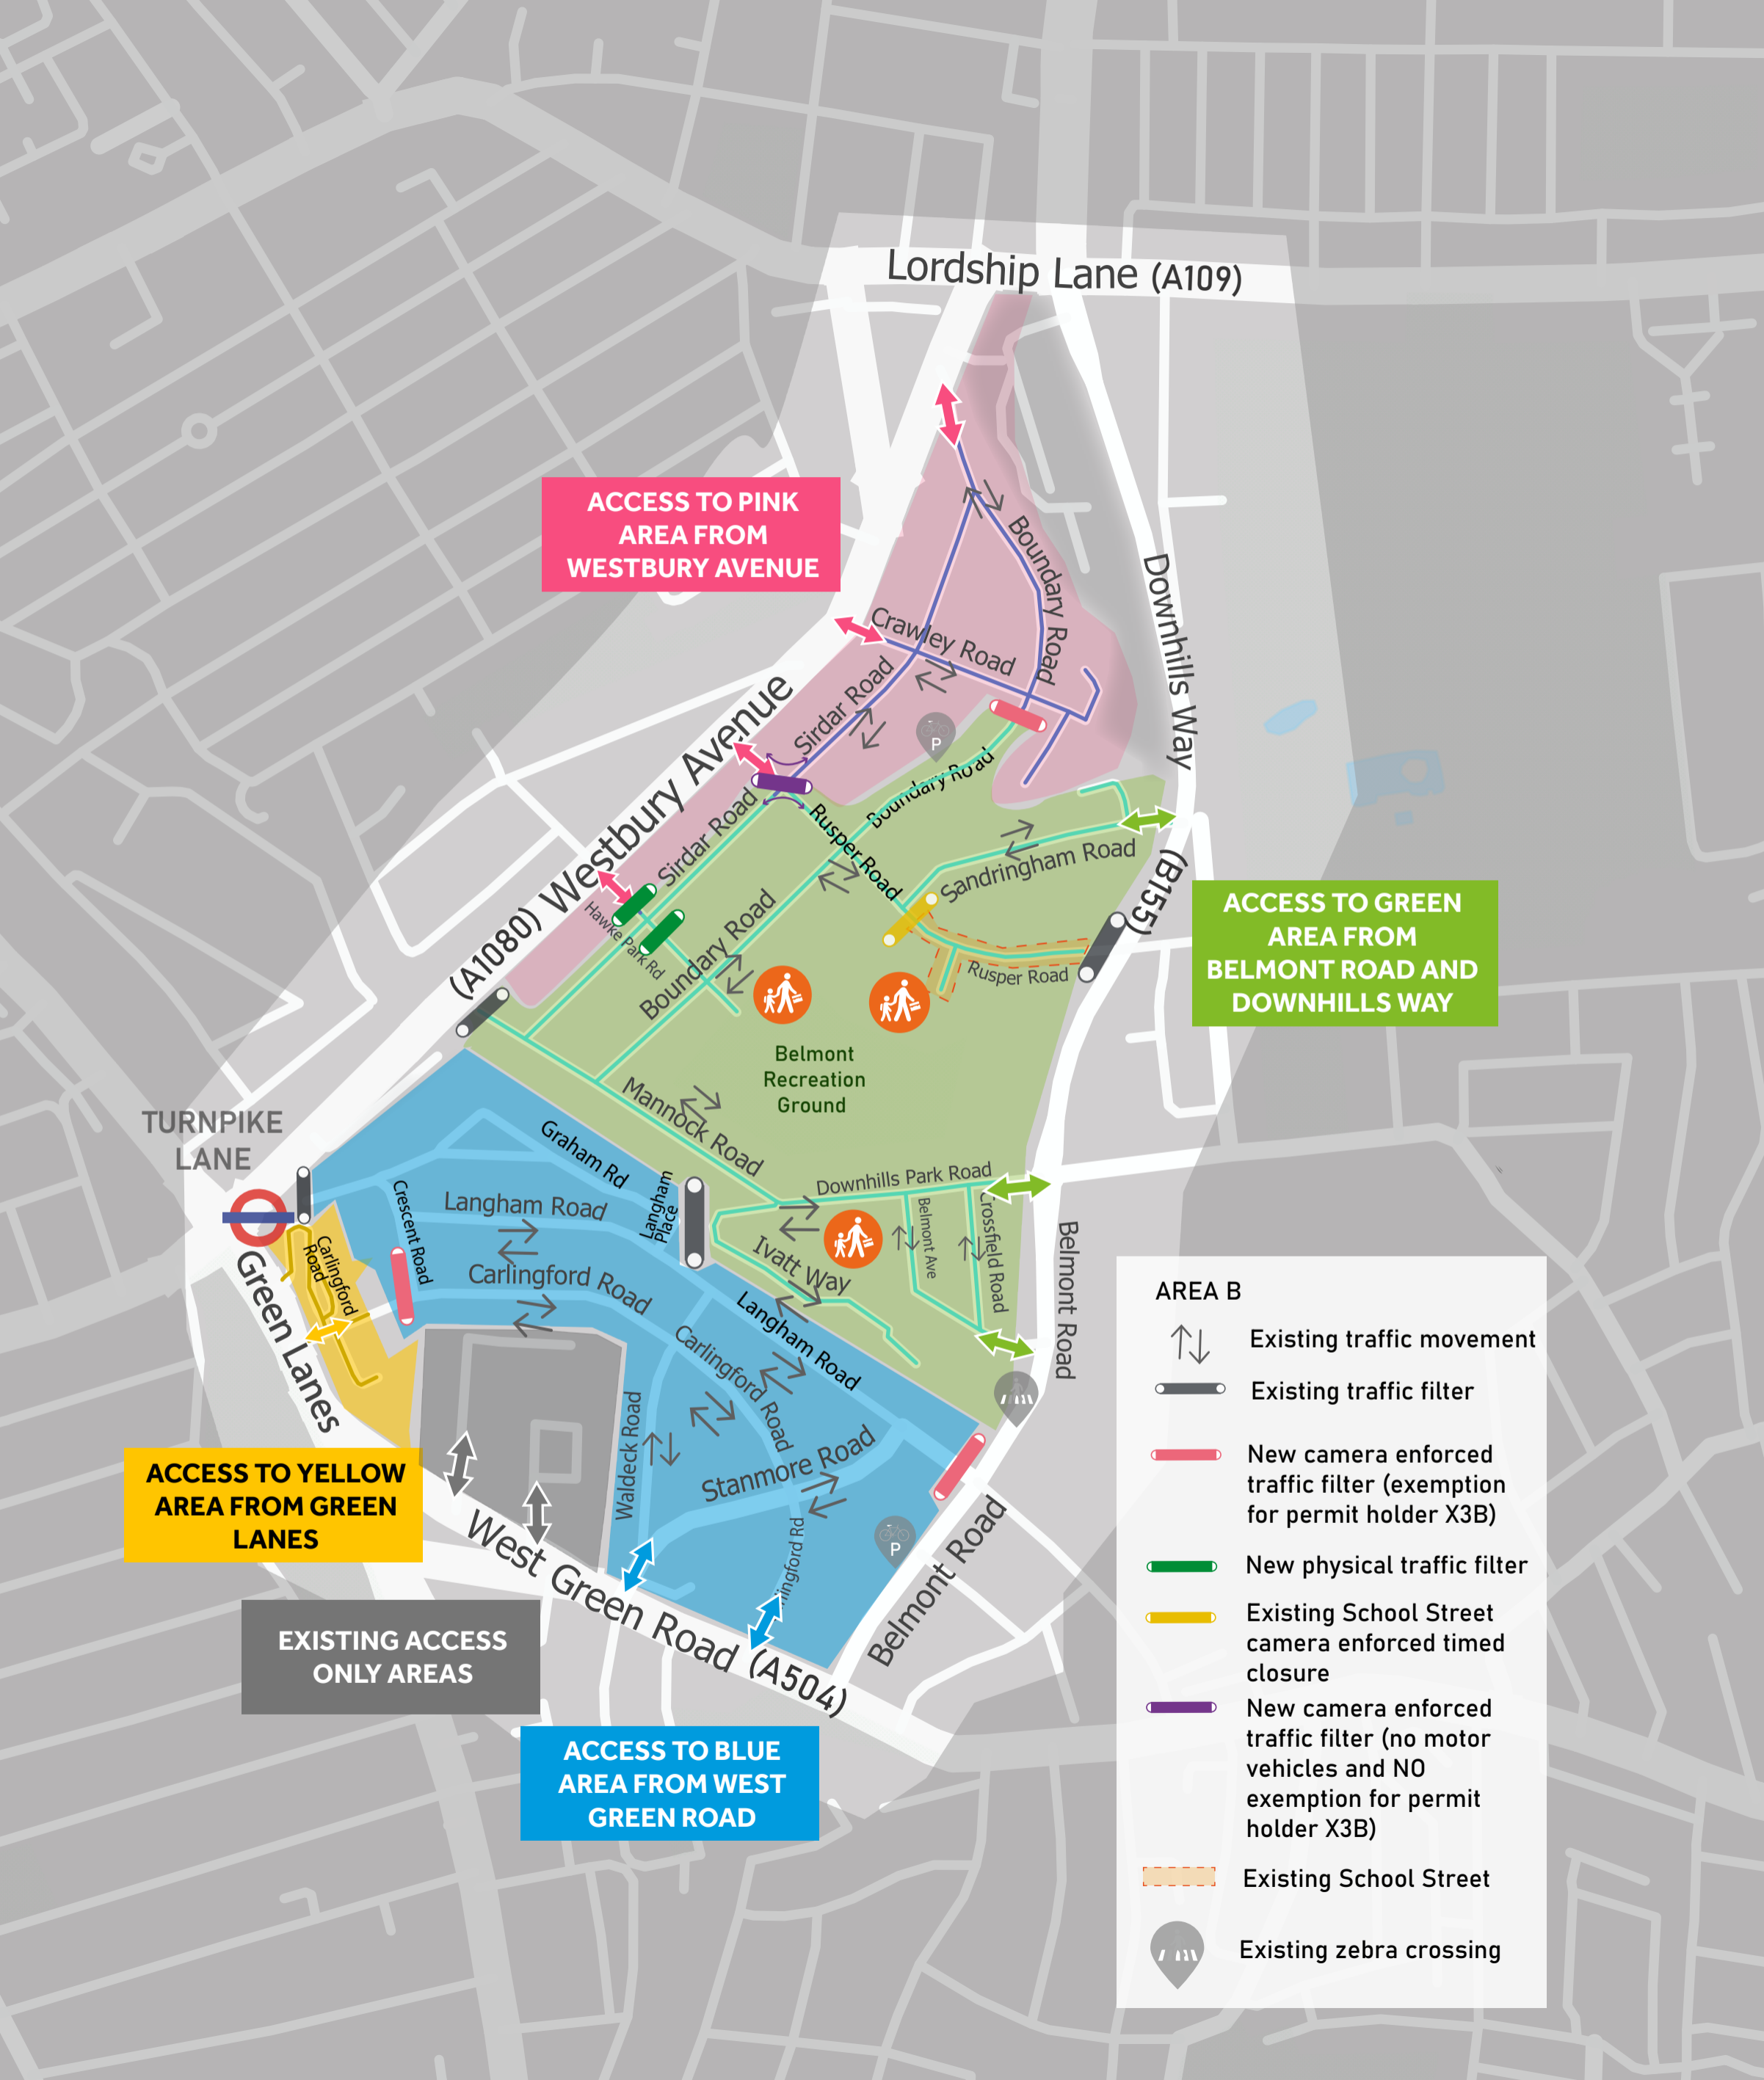 Lordship Lane (A109)
ACCESS TO PINK
AREA FROM
WESTBURY AVENUE
Boundary Road
Downhills Way
Crawley Road
Sirdar Road
(A1080) Westbury Avenue
P
Boundary Road
Sirdar Road
Rusper Road
Sandringham Road
(B155)
Hawke Park Rd
Boundary Road
Rusper Road
ACCESS TO GREEN
AREA FROM
BELMONT ROAD AND
DOWNHILLS WAY
Belmont
Recreation
Ground
Mannock Road
TURNPIKE
LANE
Graham Rd
Langham
Place
Downhills Park Road
Crescent Road
Langham Road
Belmont Ave
Crossfield Road
Ivatt Way
Carlingford
Road
Green Lanes
Carlingford Road
Langham Road
Belmont Road
Carlingford Road
Waldeck Road
Stanmore Road
ACCESS TO YELLOW
AREA FROM GREEN
LANES
P
lingford Rd
West Green Road (A504)
Belmont Road
EXISTING ACCESS
ONLY AREAS
ACCESS TO BLUE
AREA FROM WEST
GREEN ROAD
AREA B
Existing traffic movement
Existing traffic filter
New camera enforced
traffic filter (exemption
for permit holder X3B)
New physical traffic filter
Existing School Street
camera enforced timed
closure
New camera enforced
traffic filter (no motor
vehicles and NO
exemption for permit
holder X3B)
Existing School Street
Existing zebra crossing